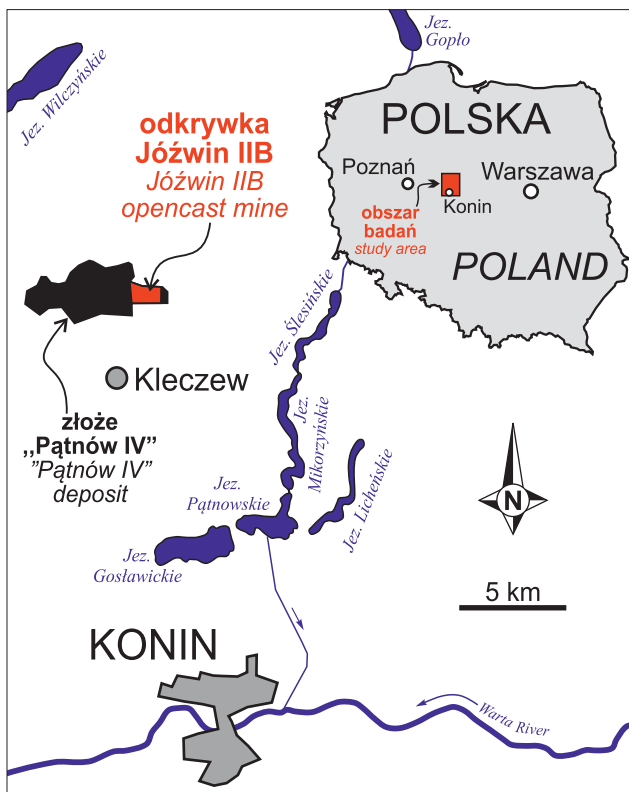 Jez. Wilczyńskie
Jez.
Gopło
odkrywka
Jóźwin IIB
Jóźwin IIB
opencast mine
POLSKA
Poznań
Warszawa
Konin
obszar
badań
study area
POLAND
Jez. Ślesińskie
Kleczew
złoże
„Pątnów IV”
”Pątnów IV”
deposit
Jez.
Mikorzyńskie
Jez.
Pątnowskie
Jez. Licheńskie
Jez.
Gosławickie
N
5 km
KONIN
Warta River